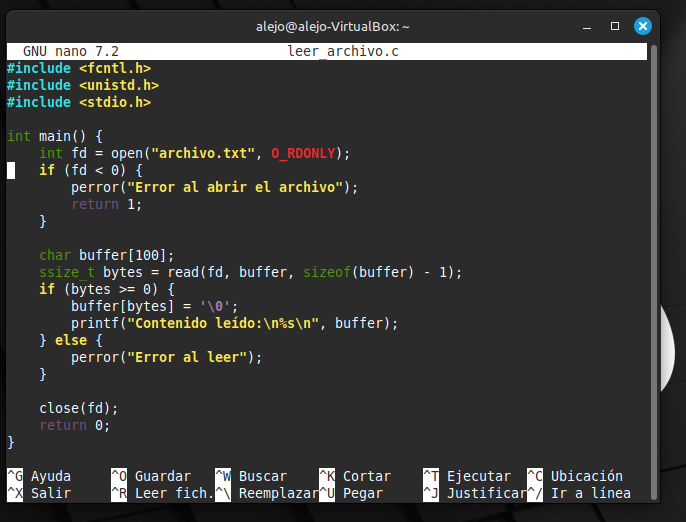 alejo@alejo-VirtualBox: ~
GNU nano 7.2 leer_archivo.c
#include <fcntl.h>
#include <unistd.h>
#include <stdio.h>
int main() {
    int fd = open("archivo.txt", O_RDONLY);
    if (fd < 0) {
        perror("Error al abrir el archivo");
        return 1;
    }
    char buffer[100];
    ssize_t bytes = read(fd, buffer, sizeof(buffer) - 1);
    if (bytes >= 0) {
        buffer[bytes] = '\0';
        printf("Contenido leído:\n%s\n", buffer);
    } else {
        perror("Error al leer");
    }
    close(fd);
    return 0;
}
^G Ayuda ^O Guardar ^W Buscar ^K Cortar ^T Ejecutar ^C Ubicación
^X Salir ^R Leer fich. ^\ Reemplazar ^U Pegar ^J Justificar ^/ Ir a línea